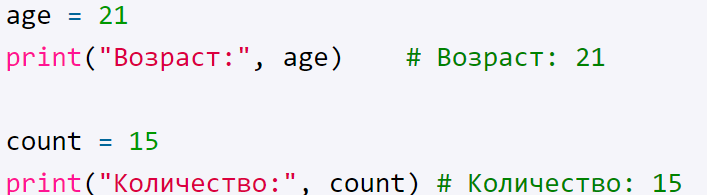 age = 21
print("Возраст:", age)    # Возраст: 21
count = 15
print("Количество:", count) # Количество: 15